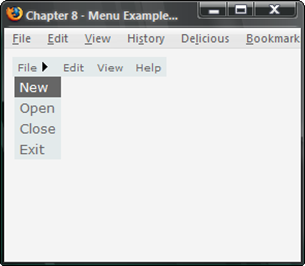 Chapter 8 - Menu Example...
File Edit View History Delicious Bookmark
File Edit View Help
New
Open
Close
Exit